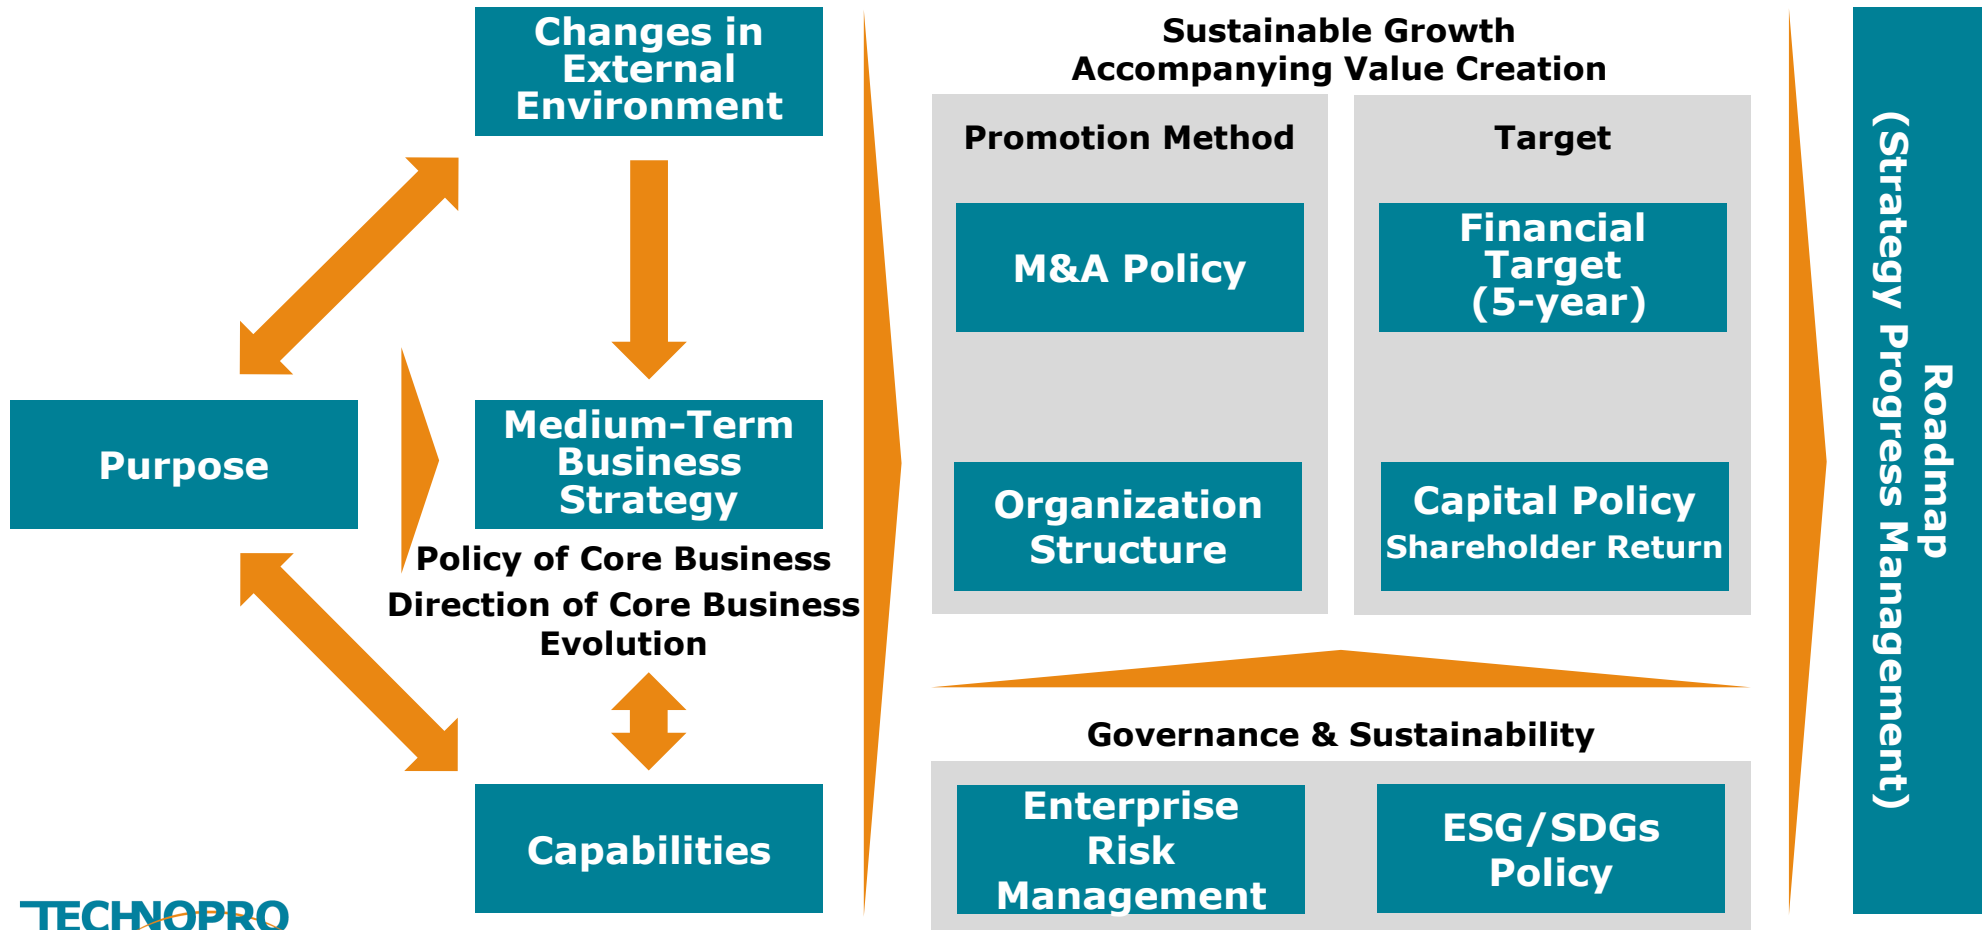 Changes in
External
Environment
Purpose
Medium-Term
Business
Strategy
Policy of Core Business
Direction of Core Business
Evolution
Capabilities
TECHNOPRO
Sustainable Growth
Accompanying Value Creation
Promotion Method
M&A Policy
Organization
Structure
Target
Financial
Target
(5-year)
Capital Policy
Shareholder Return
Governance & Sustainability
Enterprise
Risk
Management
ESG/SDGs
Policy
Roadmap
(Strategy Progress Management)